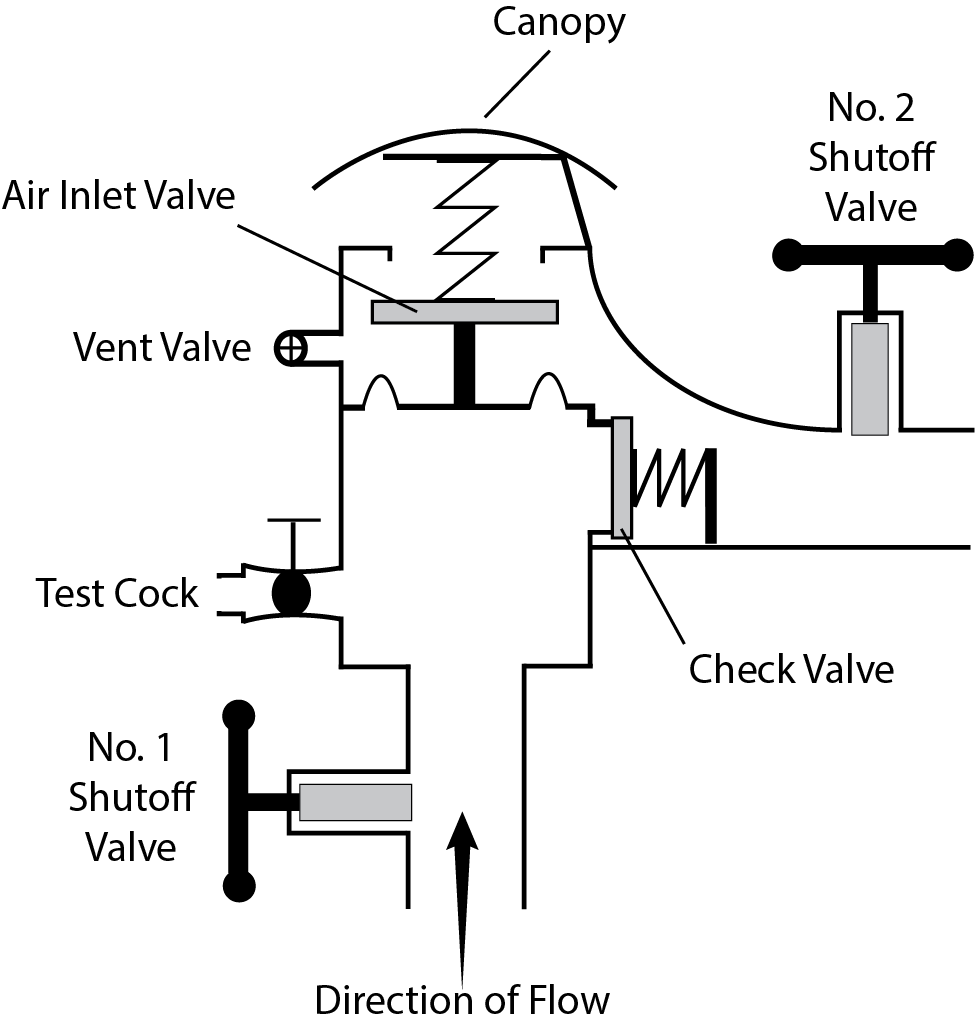 Canopy
No. 2
Shutoff
Valve
Air Inlet Valve
Vent Valve
Test Cock
Check Valve
No. 1
Shutoff
Valve
Direction of Flow